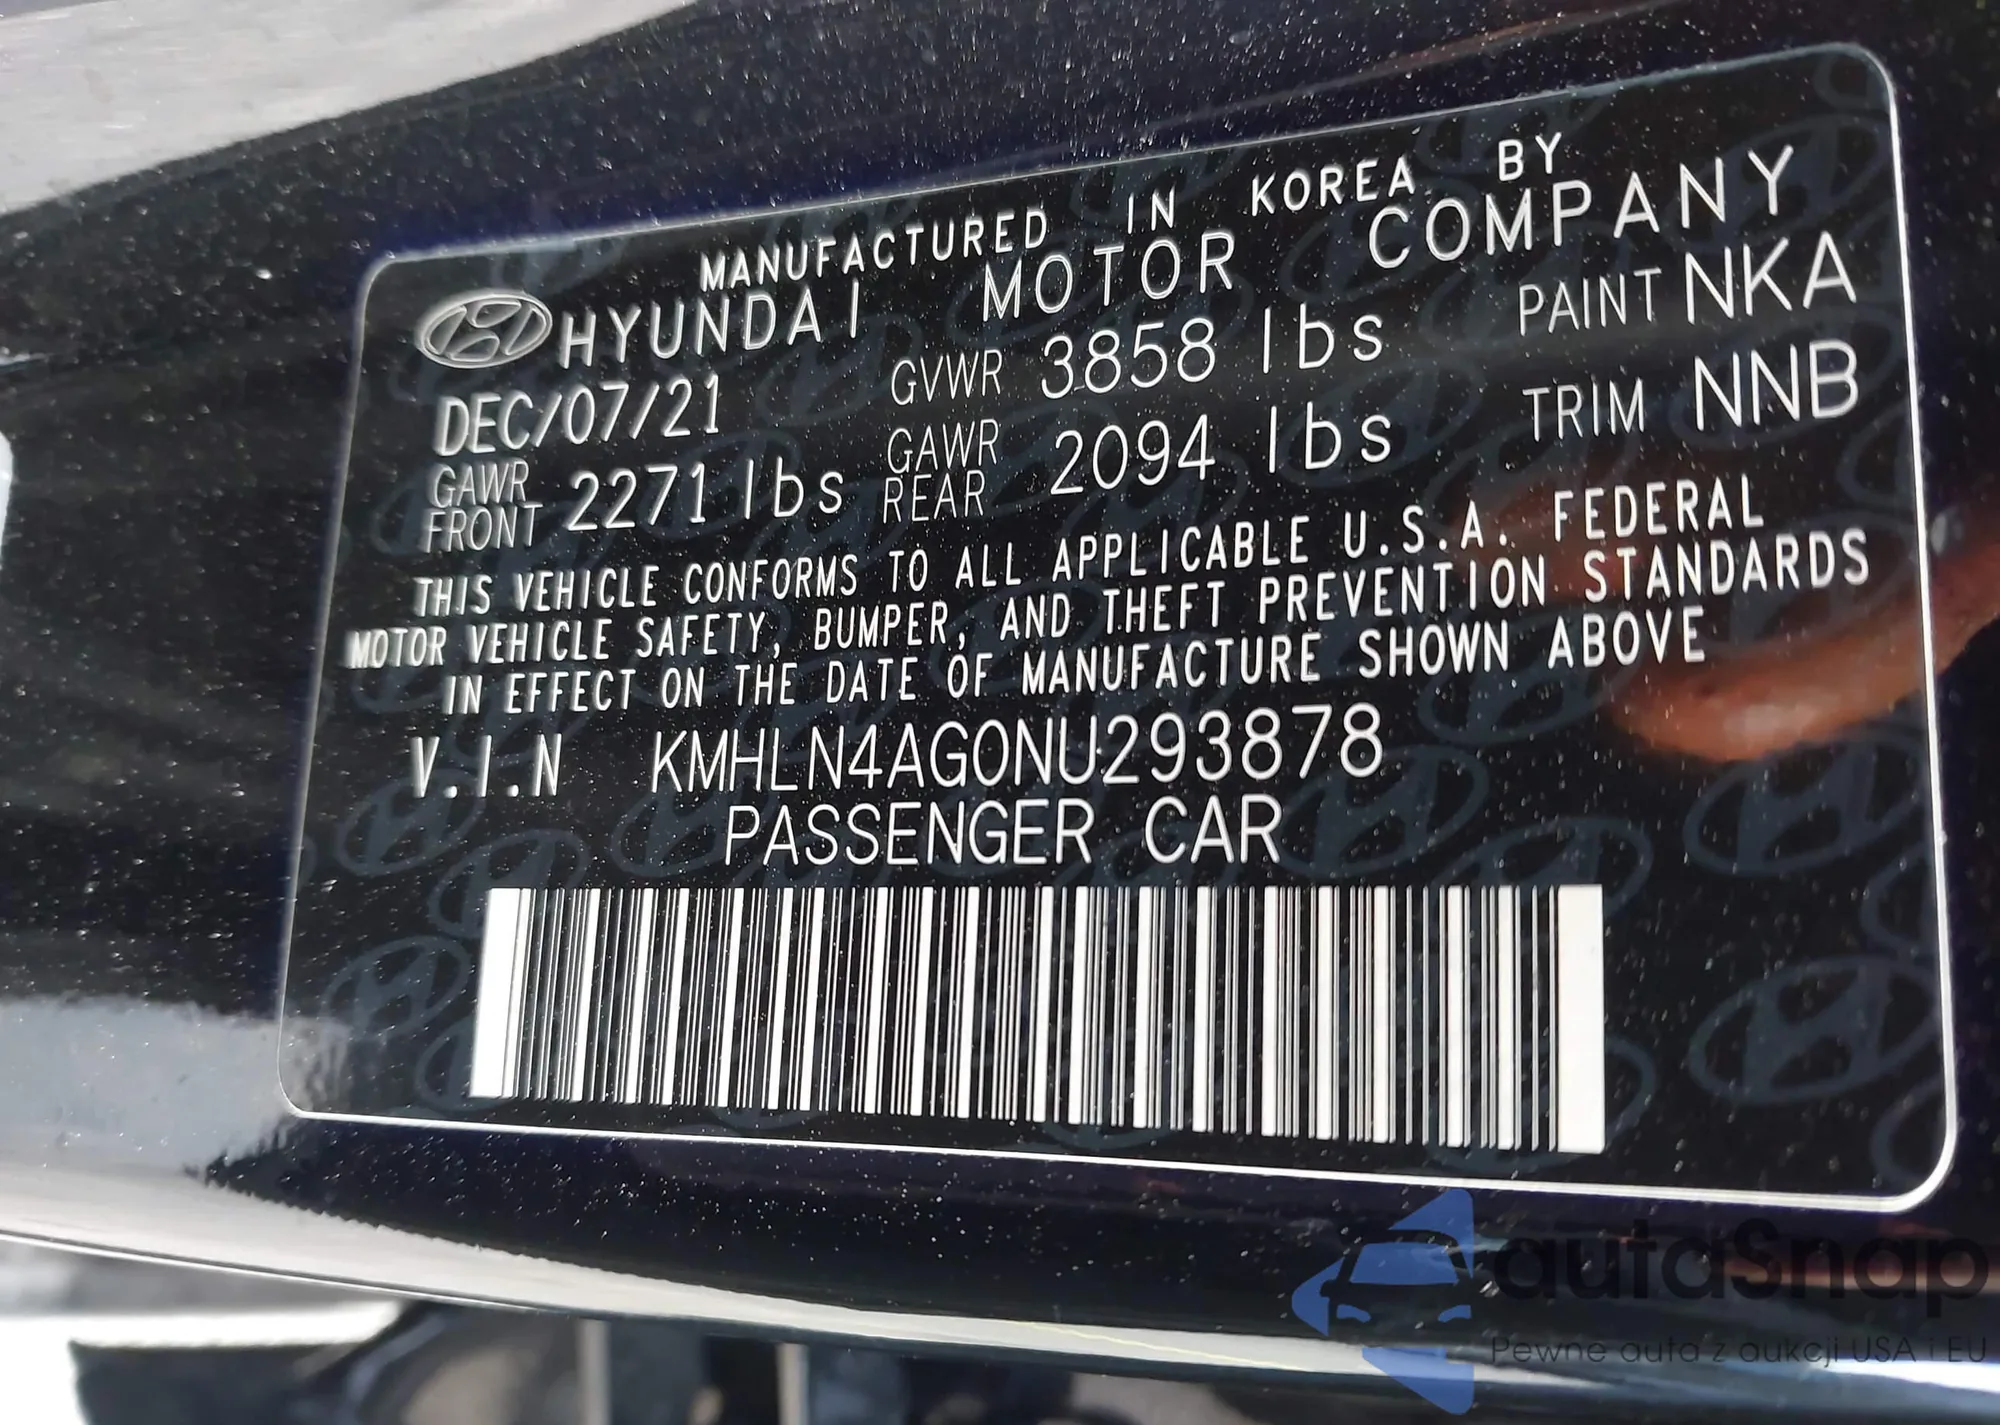 MANUFACTURED IN KOREA BY
HYUNDAI MOTOR COMPANY
DEC/07/21 GVWR 3858 lbs PAINT NKA
GAWR FRONT 2271 lbs GAWR REAR 2094 lbs TRIM NNB
THIS VEHICLE CONFORMS TO ALL APPLICABLE U.S.A. FEDERAL
MOTOR VEHICLE SAFETY, BUMPER, AND THEFT PREVENTION STANDARDS
IN EFFECT ON THE DATE OF MANUFACTURE SHOWN ABOVE
V.I.N KMHLN4AG0NU293878
PASSENGER CAR
autaSnap
Pewne auta z aukcji USA i EU